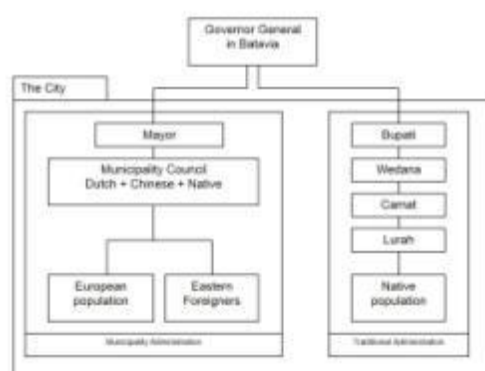 Governor General
in Batavia
The City
Mayor
Municipality Council
Dutch + Chinese + Native
European
population
Eastern
Foreigners
Municipality Administration
Bupati
Wedana
Camat
Lurah
Native
population
Traditional Administration